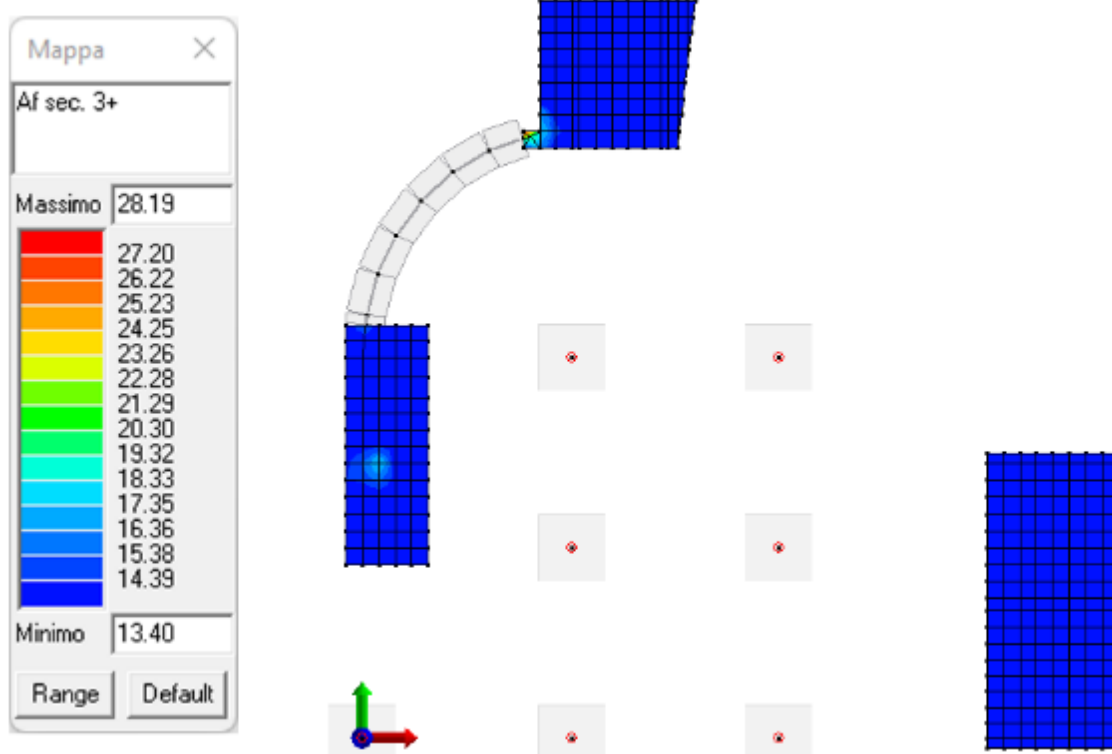 Mappa
Af sec. 3+
Massimo 28.19
27.20
26.22
25.23
24.25
23.26
22.28
21.29
20.30
19.32
18.33
17.35
16.36
15.38
14.39
Minimo 13.40
Range Default